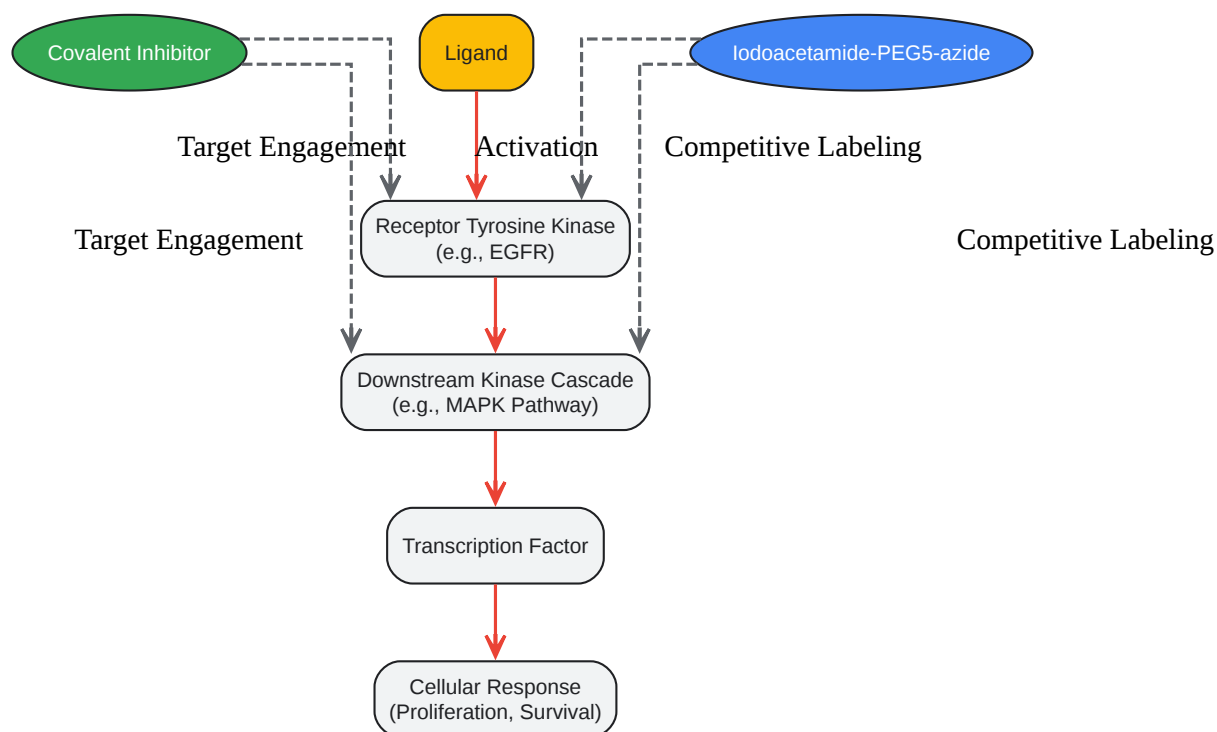 Covalent Inhibitor
Ligand
Iodoacetamide-PEG5-azide
Target Engagement
Activation
Competitive Labeling
Receptor Tyrosine Kinase
(e.g., EGFR)
Target Engagement
Competitive Labeling
Downstream Kinase Cascade
(e.g., MAPK Pathway)
Transcription Factor
Cellular Response
(Proliferation, Survival)